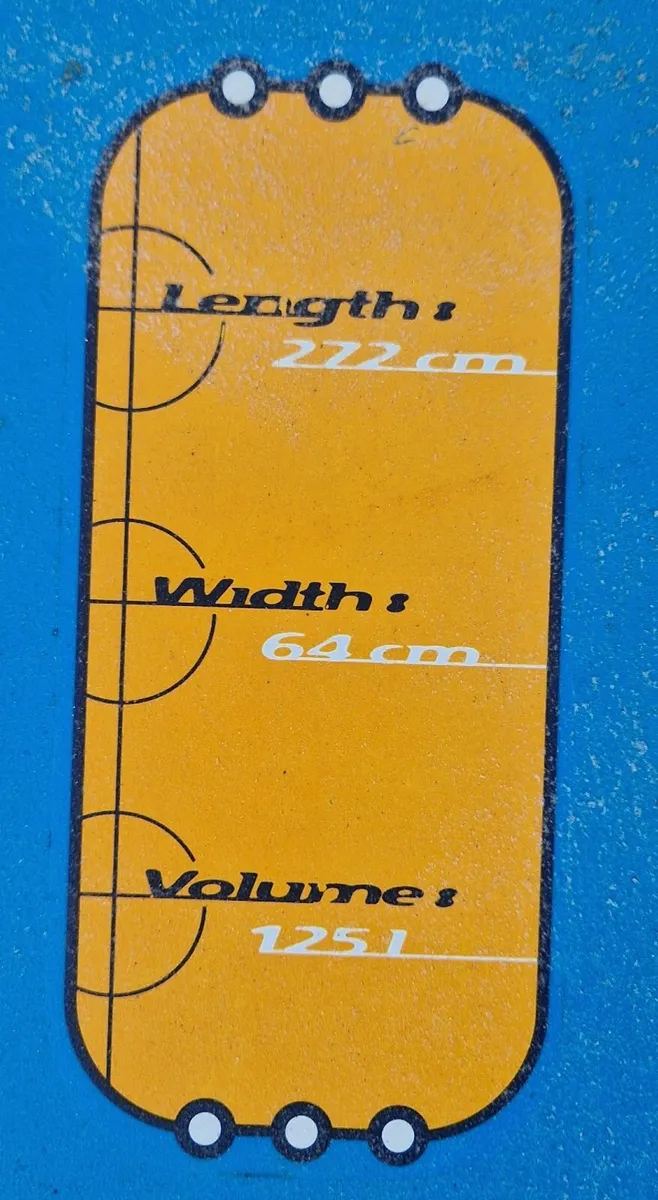 Length:
272 cm
Width:
64 cm
Volume:
125 l